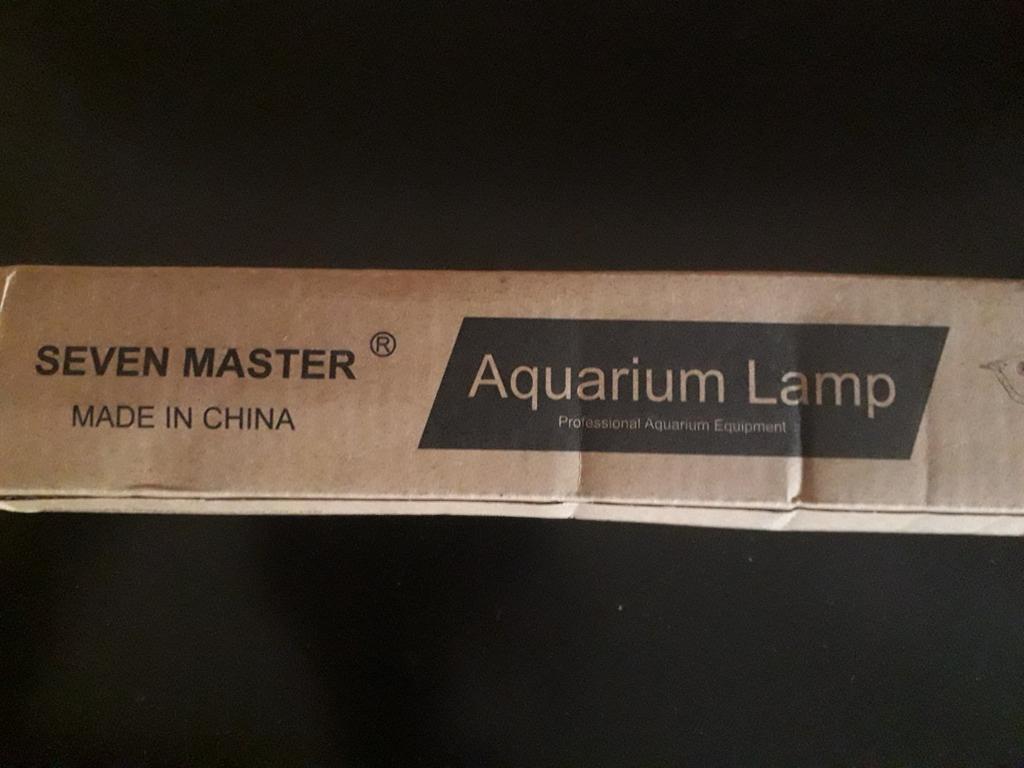 SEVEN MASTER ®
MADE IN CHINA
Aquarium Lamp
Professional Aquarium Equipment